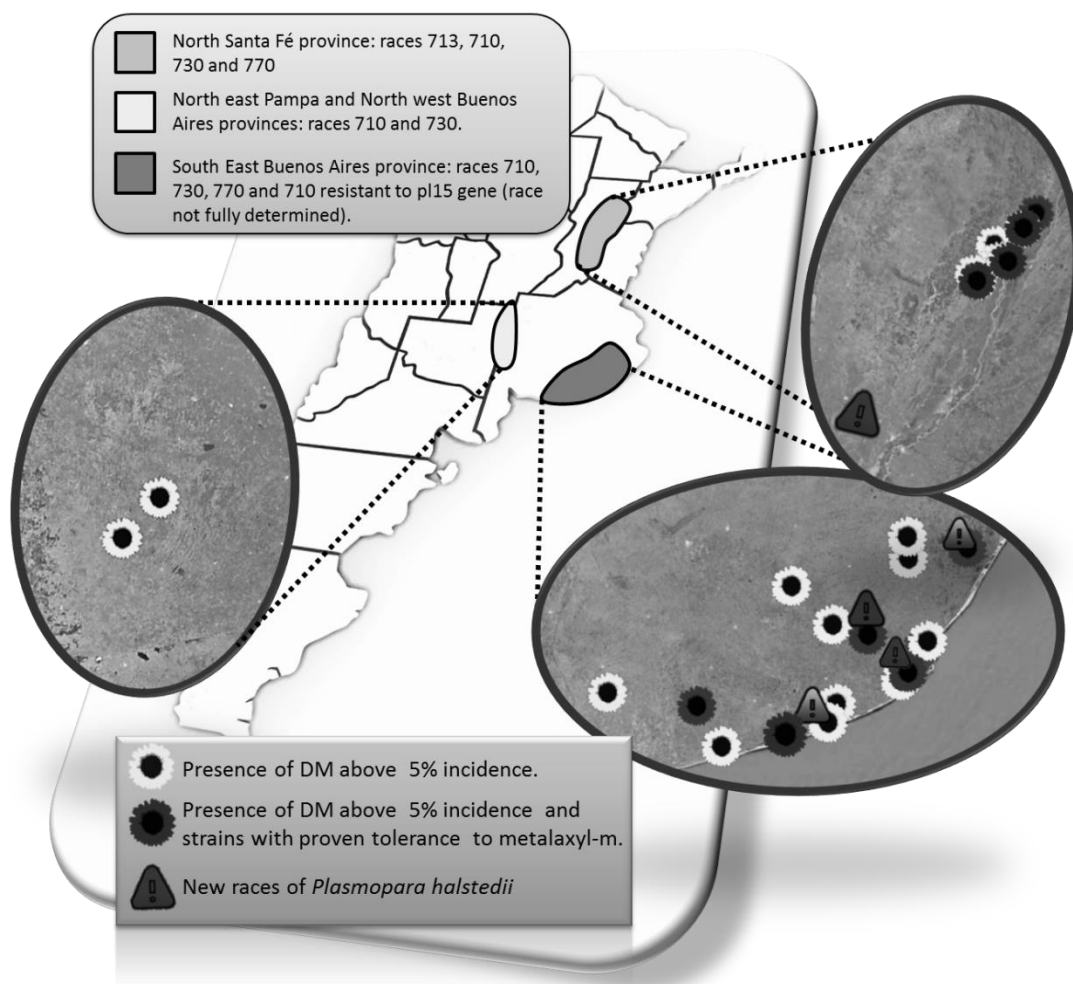 North Santa Fé province: races 713, 710,
730 and 770
North east Pampa and North west Buenos
Aires provinces: races 710 and 730.
South East Buenos Aires province: races 710,
730, 770 and 710 resistant to pl15 gene (race
not fully determined).
Presence of DM above 5% incidence.
Presence of DM above 5% incidence and
strains with proven tolerance to metalaxyl-m.
New races of Plasmopara halstedii